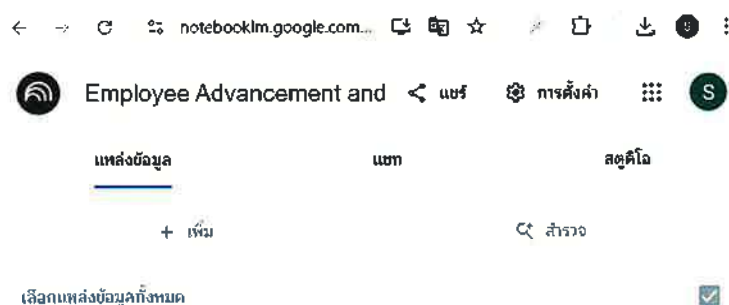 notebooklm.google.com...
S
Employee Advancement and
แชร์
การตั้งค่า
S
แหล่งข้อมูล
แชท
สตูดิโอ
+ เพิ่ม
สำรวจ
เลือกแหล่งข้อมูลทั้งหมด